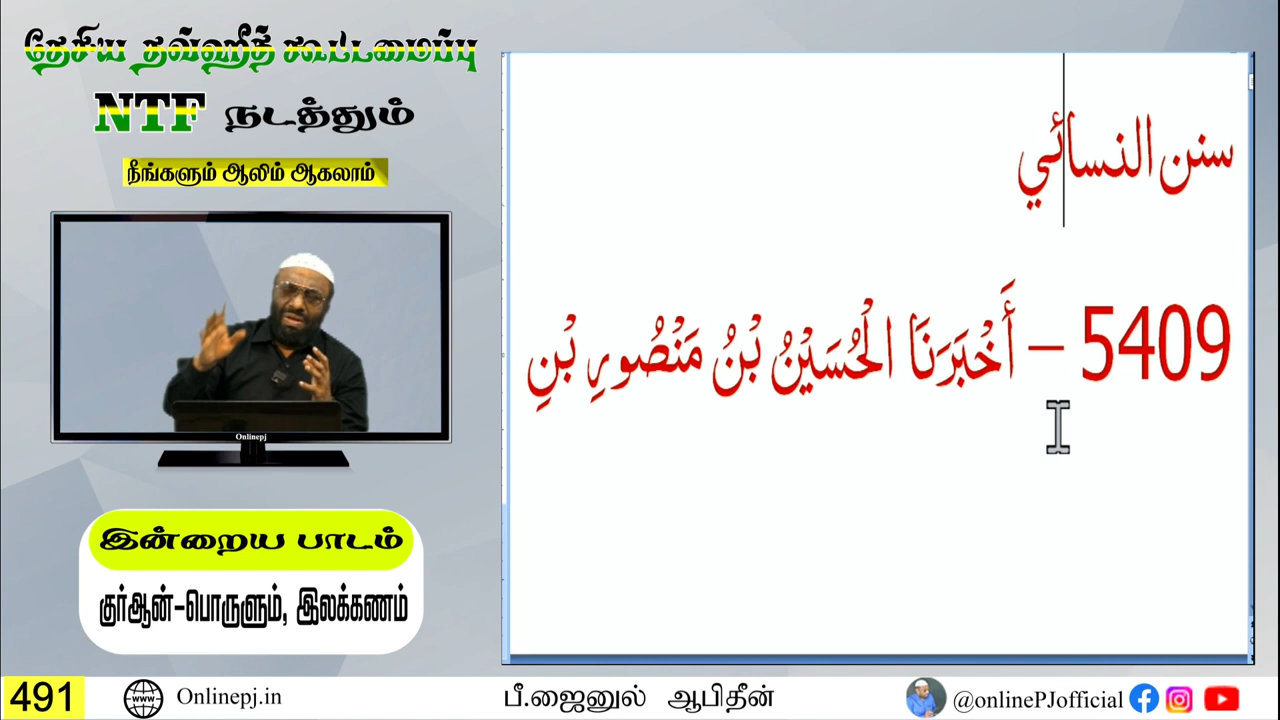 தேசிய தவ்ஹீத் கூட்டமைப்பு
NTF நடத்தும்
நீங்களும் ஆலிம் ஆகலாம்
Onlinepj
இன்றைய பாடம்
குர்ஆன்-பொருளும், இலக்கணம்
سنن النسائي
5409 – أَخْبَرَنَا الْحُسَيْنُ بْنُ مَنْصُورِ بْنِ
491
www
Onlinepj.in
பீ.ஜைனுல் ஆபிதீன்
@onlinePJofficial